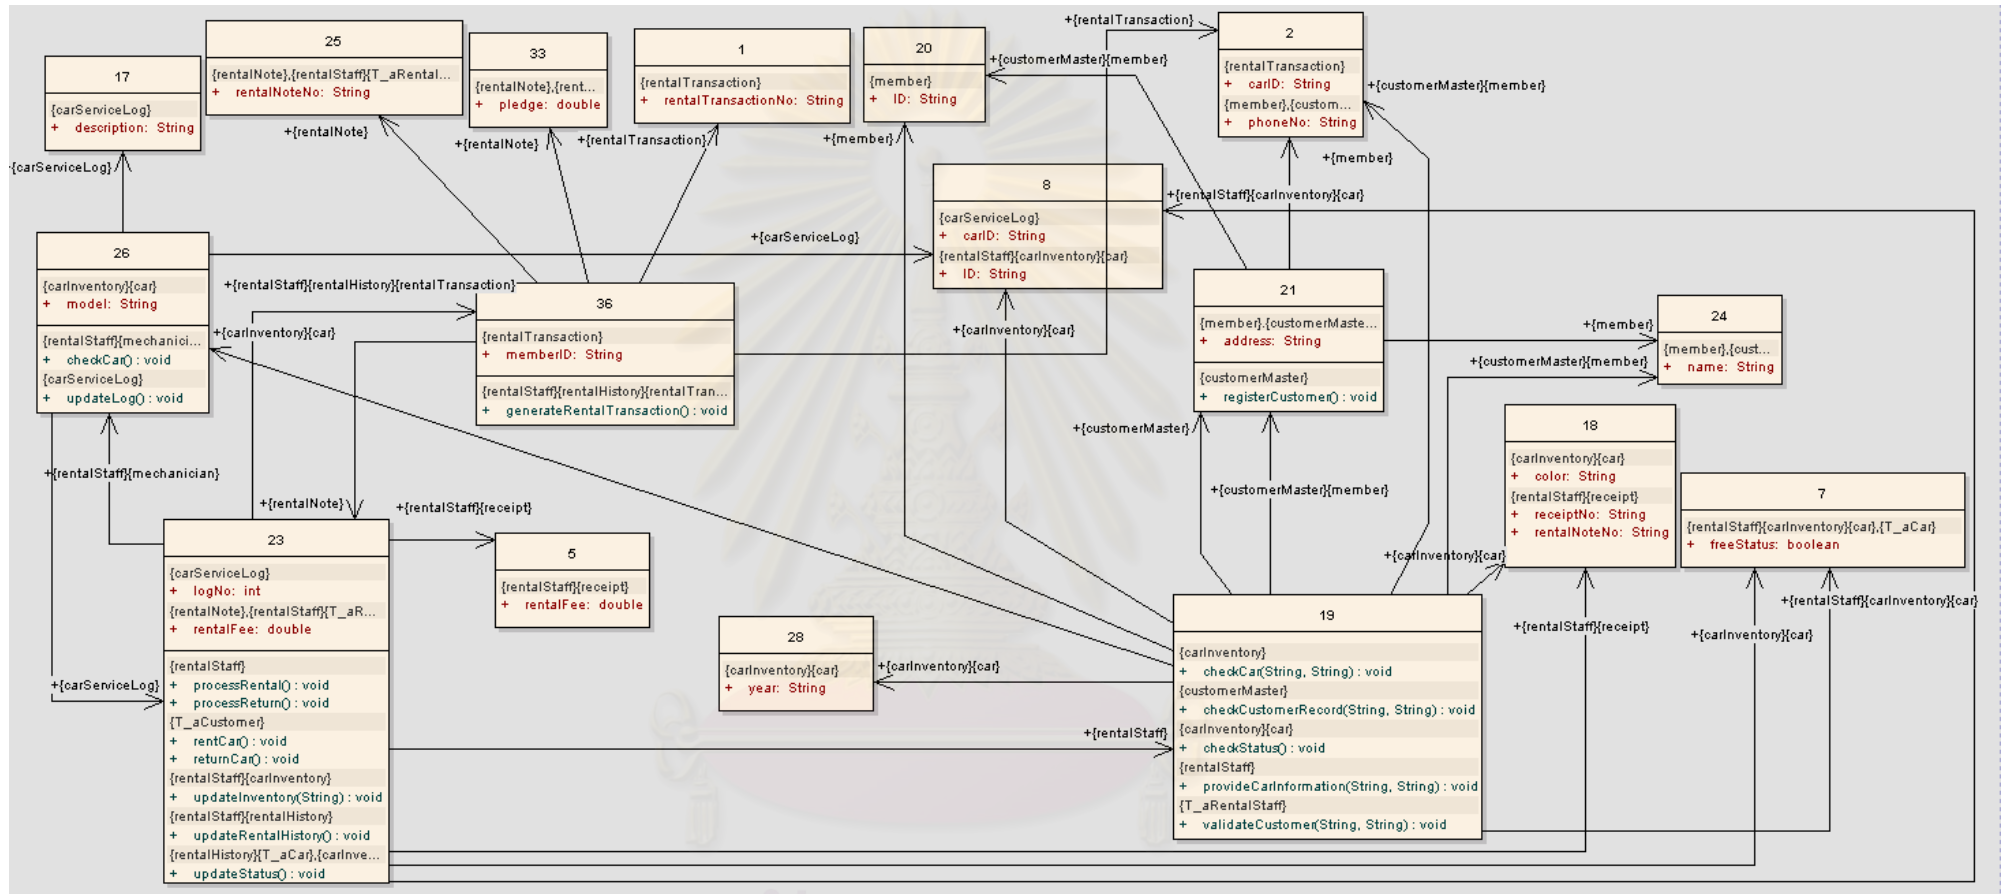 17
{carServiceLog}
+ description: String
+{carServiceLog}
25
{rentalNote},{rentalStaff}{T_aRental...
+ rentalNoteNo: String
+{rentalNote}
33
{rentalNote},{rent...
+ pledge: double
+{rentalNote}
1
{rentalTransaction}
+ rentalTransactionNo: String
+{rentalTransaction}
20
{member}
+ ID: String
+{member}
+{customerMaster}{member}
+{rentalTransaction}
2
{rentalTransaction}
+ carID: String
{member},{custom...
+ phoneNo: String
+{customerMaster}{member}
+{member}
8
{carServiceLog}
+ carID: String
{rentalStaff}{carInventory}{car}
+ ID: String
+{rentalStaff}{carInventory}{car}
+{carServiceLog}
+{carInventory}{car}
26
{carInventory}{car}
+ model: String
{rentalStaff}{mechanici...
+ checkCar() : void
{carServiceLog}
+ updateLog() : void
+{rentalStaff}{rentalHistory}{rentalTransaction}
+{carInventory}{car}
36
{rentalTransaction}
+ memberID: String
{rentalStaff}{rentalHistory}{rentalTran...
+ generateRentalTransaction() : void
21
{member},{customerMaste...
+ address: String
{customerMaster}
+ registerCustomer() : void
+{member}
+{customerMaster}{member}
24
{member},{cust...
+ name: String
+{customerMaster}
+{customerMaster}{member}
18
{carInventory}{car}
+ color: String
{rentalStaff}{receipt}
+ receiptNo: String
+ rentalNoteNo: String
+{carInventory}{car}
7
{rentalStaff}{carInventory}{car},{T_aCar}
+ freeStatus: boolean
+{rentalStaff}{carInventory}{car}
+{rentalStaff}{receipt}
+{carInventory}{car}
+{rentalStaff}{mechanician}
+{rentalNote}
+{rentalStaff}{receipt}
23
{carServiceLog}
+ logNo: int
{rentalNote},{rentalStaff}{T_aR...
+ rentalFee: double
{rentalStaff}
+ processRental() : void
+ processReturn() : void
{T_aCustomer}
+ rentCar() : void
+ returnCar() : void
{rentalStaff}{carInventory}
+ updateInventory(String) : void
{rentalStaff}{rentalHistory}
+ updateRentalHistory() : void
{rentalHistory}{T_aCar},{carInve...
+ updateStatus() : void
+{carServiceLog}
5
{rentalStaff}{receipt}
+ rentalFee: double
28
{carInventory}{car}
+ year: String
+{carInventory}{car}
+{rentalStaff}
19
{carInventory}
+ checkCar(String, String) : void
{customerMaster}
+ checkCustomerRecord(String, String) : void
{carInventory}{car}
+ checkStatus() : void
{rentalStaff}
+ provideCarInformation(String, String) : void
{T_aRentalStaff}
+ validateCustomer(String, String) : void